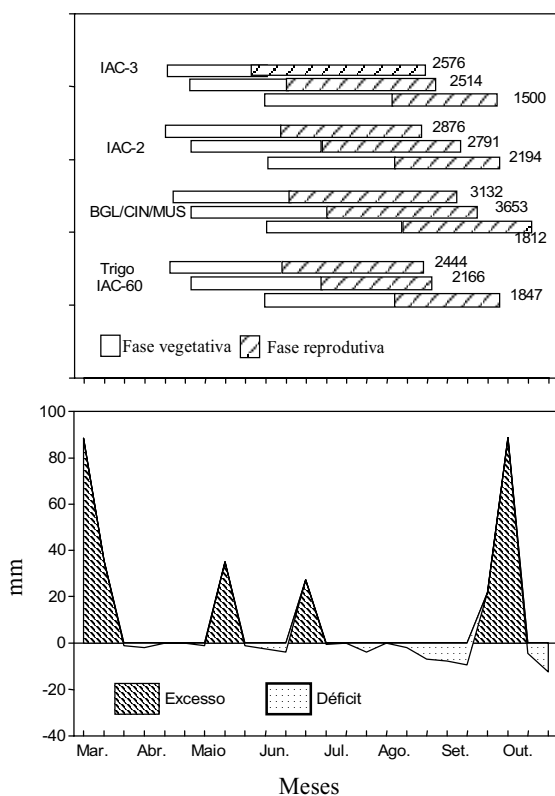 IAC-3
2576
2514
1500
IAC-2
2876
2791
2194
BGL/CIN/MUS
3132
3653
1812
Trigo
IAC-60
2444
2166
1847
Fase vegetativa
Fase reprodutiva
100
80
60
40
20
0
-20
-40
mm
Excesso
Déficit
Mar. Abr. Maio Jun. Jul. Ago. Set. Out.
Meses